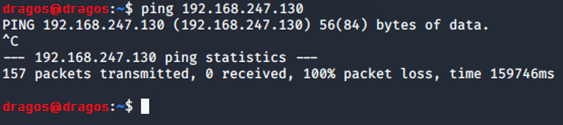 dragos@dragos:~$ ping 192.168.247.130
PING 192.168.247.130 (192.168.247.130) 56(84) bytes of data.
^C
--- 192.168.247.130 ping statistics ---
157 packets transmitted, 0 received, 100% packet loss, time 159746ms
dragos@dragos:~$